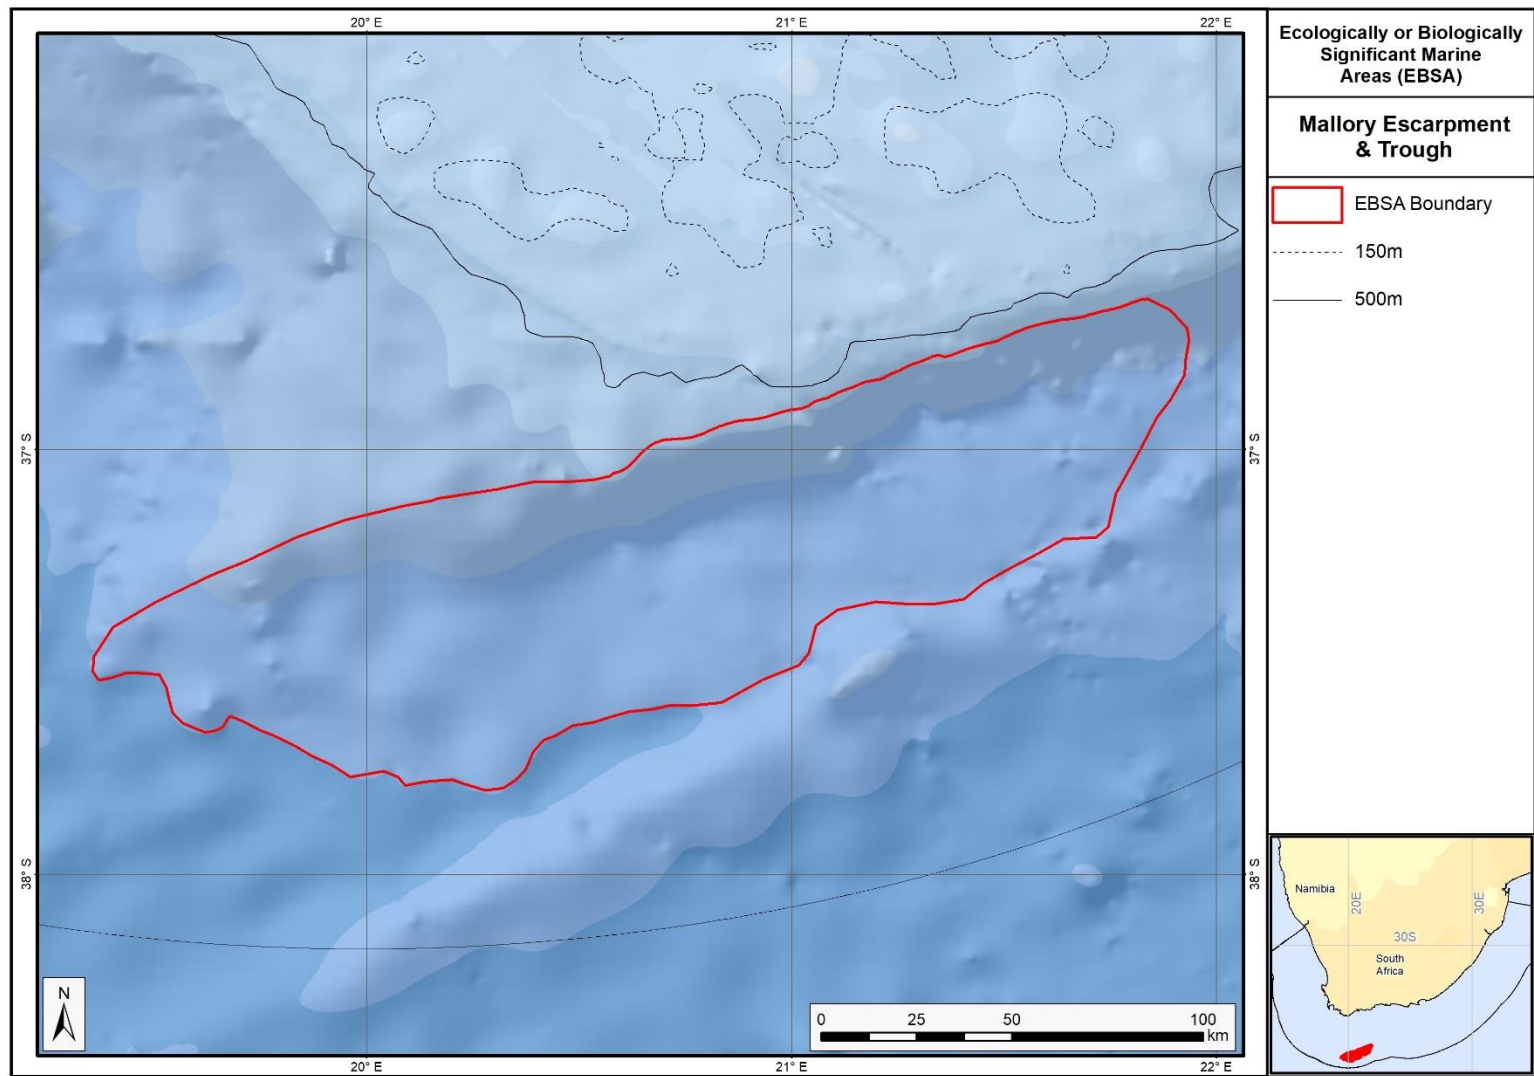 20° E
21° E
22° E
37° S
37° S
38° S
38° S
20° E
21° E
22° E
N
0
25
50
100
km
Ecologically or Biologically
Significant Marine
Areas (EBSA)
Mallory Escarpment
& Trough
EBSA Boundary
150m
500m
Namibia
20E
30E
30S
South
Africa